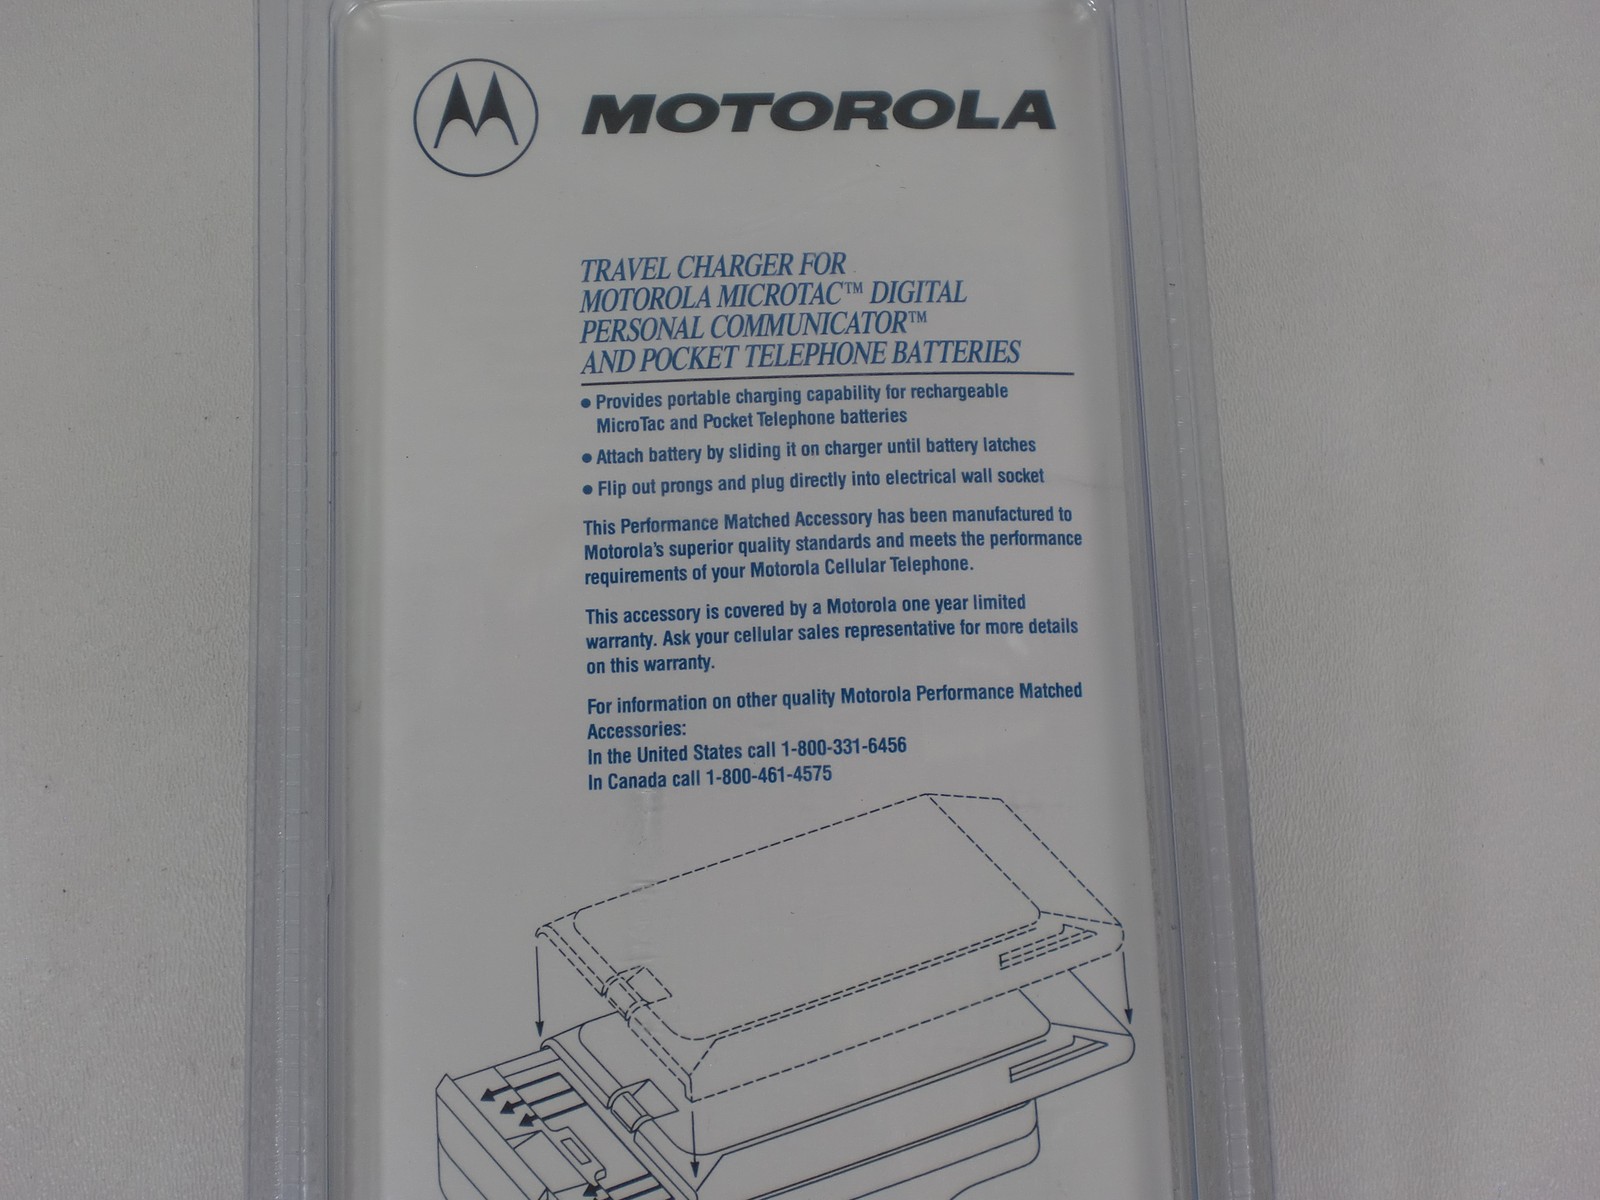 MOTOROLA
TRAVEL CHARGER FOR
MOTOROLA MICROTAC™ DIGITAL
PERSONAL COMMUNICATOR™
AND POCKET TELEPHONE BATTERIES
● Provides portable charging capability for rechargeable
MicroTac and Pocket Telephone batteries
● Attach battery by sliding it on charger until battery latches
● Flip out prongs and plug directly into electrical wall socket
This Performance Matched Accessory has been manufactured to
Motorola's superior quality standards and meets the performance
requirements of your Motorola Cellular Telephone.
This accessory is covered by a Motorola one year limited
warranty. Ask your cellular sales representative for more details
on this warranty.
For information on other quality Motorola Performance Matched
Accessories:
In the United States call 1-800-331-6456
In Canada call 1-800-461-4575